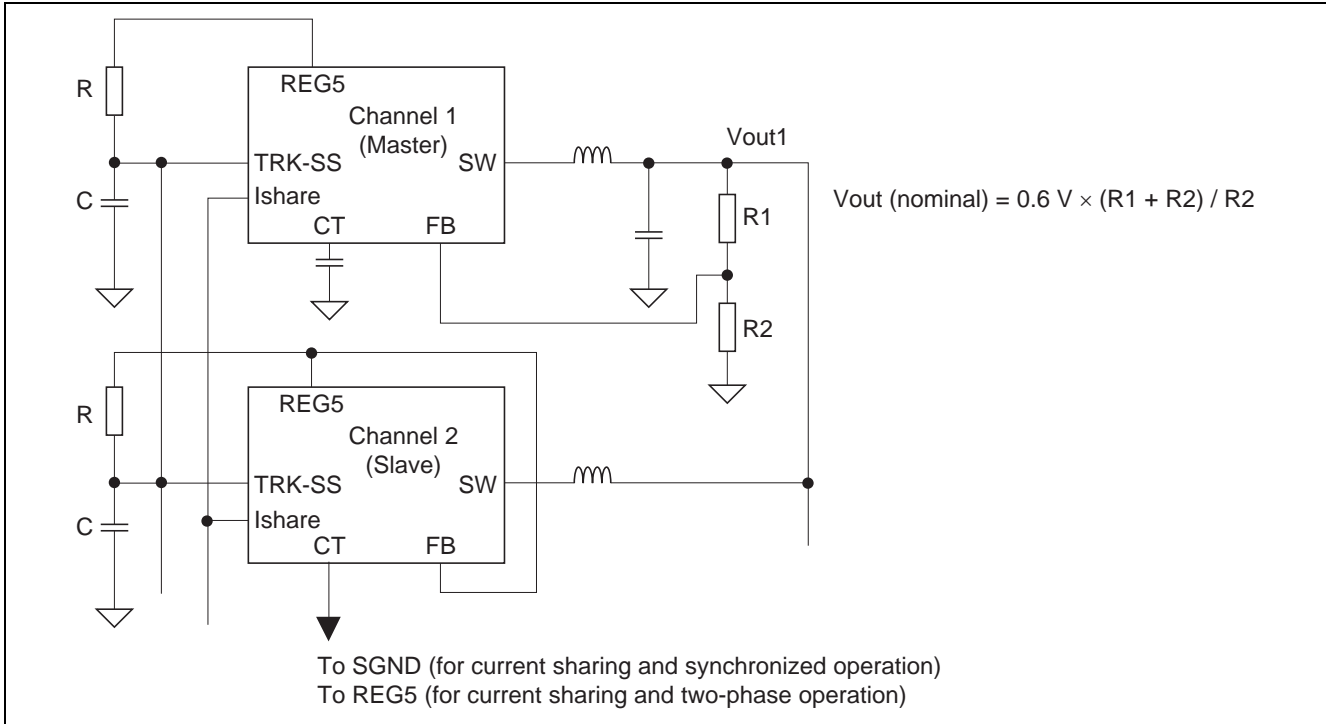 REG5
R
Channel 1
(Master)
Vout1
TRK-SS
SW
Ishare
C
R1
Vout (nominal) = 0.6 V × (R1 + R2) / R2
CT
FB
R2
REG5
R
Channel 2
(Slave)
TRK-SS
SW
Ishare
C
CT
FB
To SGND (for current sharing and synchronized operation)
To REG5 (for current sharing and two-phase operation)